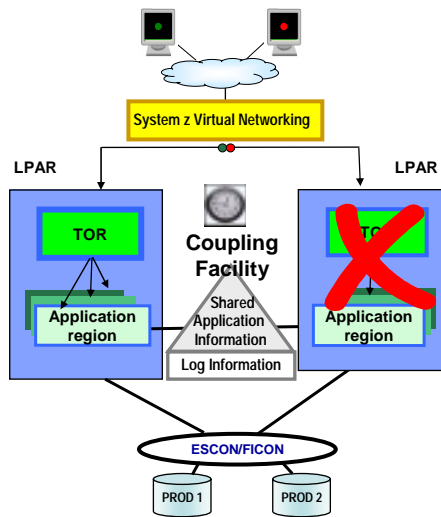 System z Virtual Networking
LPAR
LPAR
TOR
Coupling
Facility
Shared
Application
Information
Log Information
Application
region
Application
region
ESCON/FICON
PROD 1
PROD 2